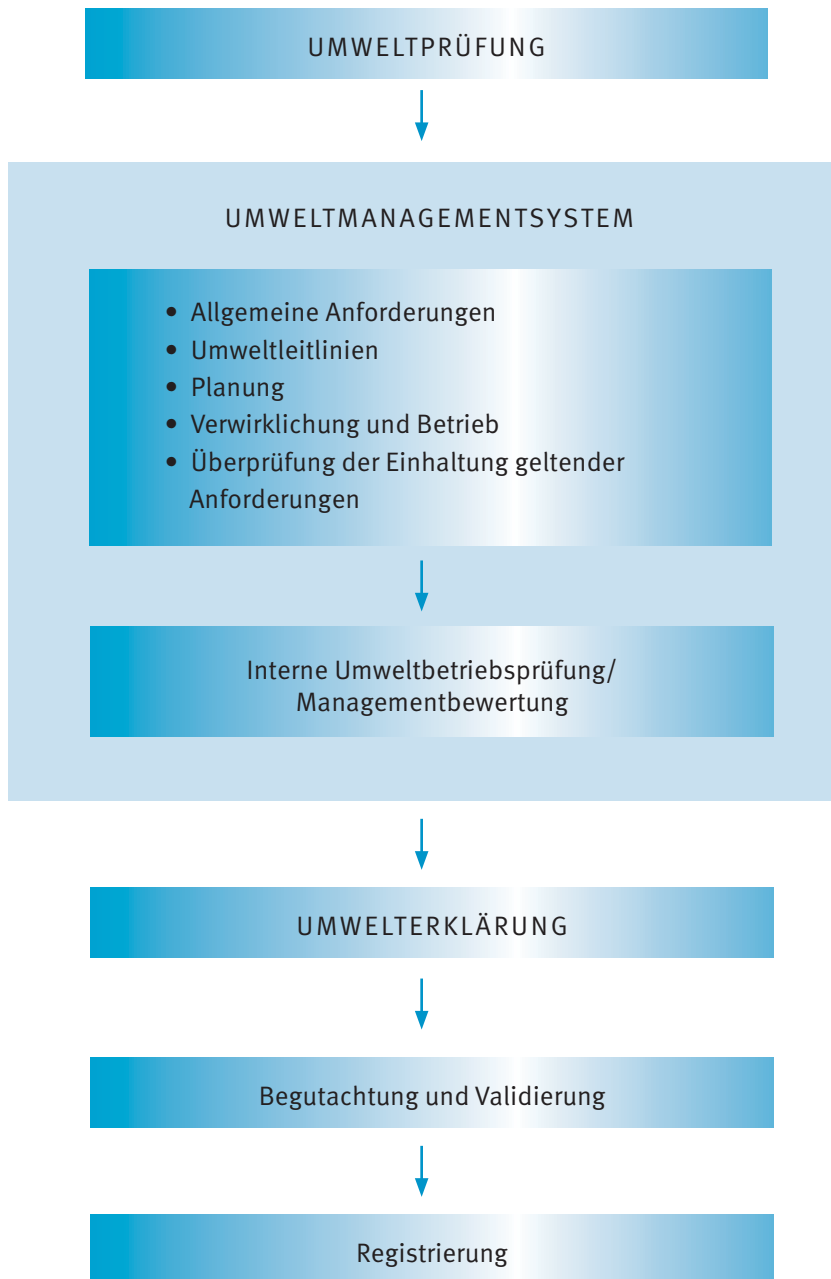 UMWELTPRÜFUNG
UMWELTMANAGEMENTSYSTEM
• Allgemeine Anforderungen
• Umweltleitlinien
• Planung
• Verwirklichung und Betrieb
• Überprüfung der Einhaltung geltender
Anforderungen
Interne Umweltbetriebsprüfung/
Managementbewertung
UMWELTERKLÄRUNG
Begutachtung und Validierung
Registrierung